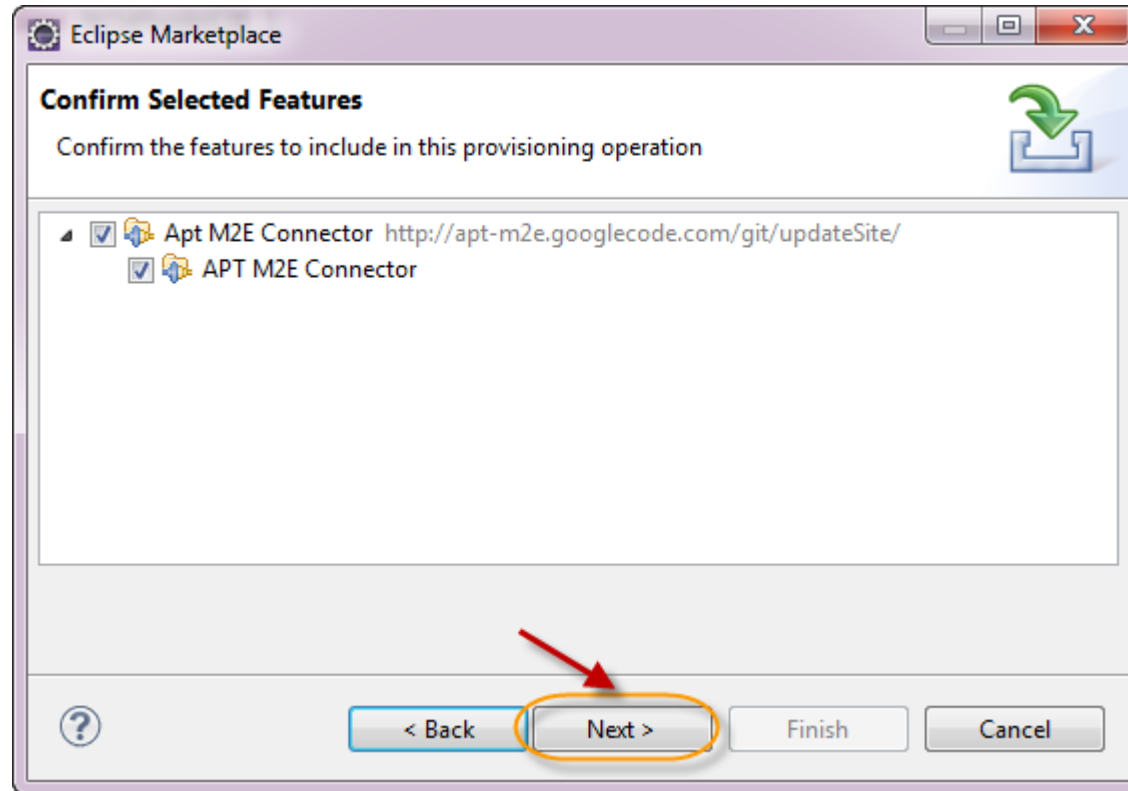 Eclipse Marketplace
Confirm Selected Features
Confirm the features to include in this provisioning operation
Apt M2E Connector http://apt-m2e.googlecode.com/git/updateSite/
APT M2E Connector
? < Back Next > Finish Cancel